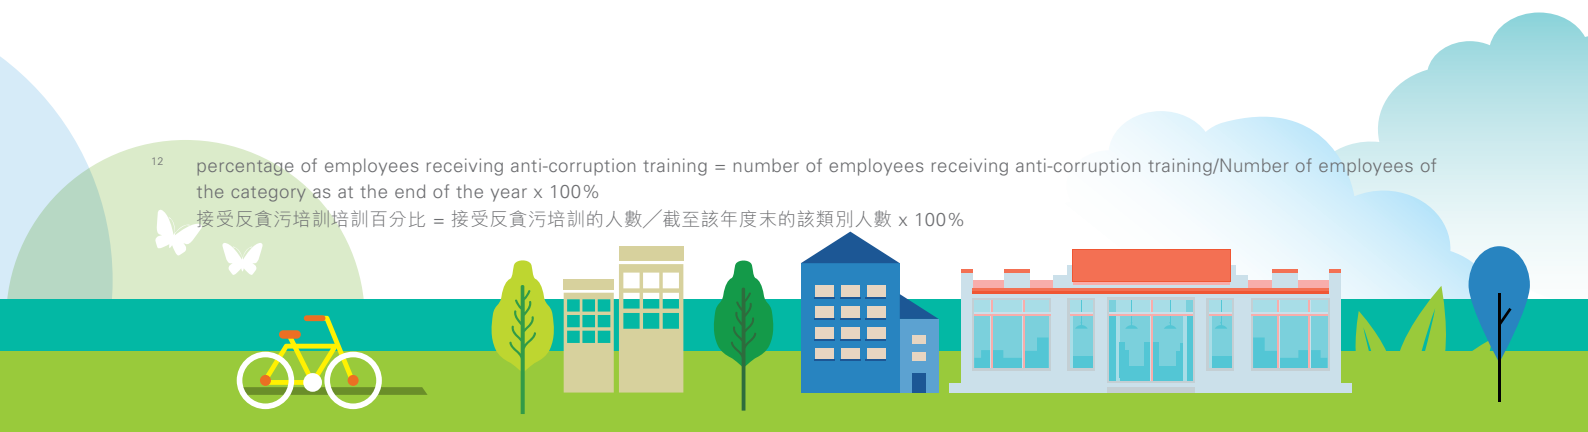 12 percentage of employees receiving anti-corruption training = number of employees receiving anti-corruption training/Number of employees of
the category as at the end of the year x 100%
接受反貪污培訓培訓百分比 = 接受反貪污培訓的人數╱截至該年度末的該類別人數 x 100%